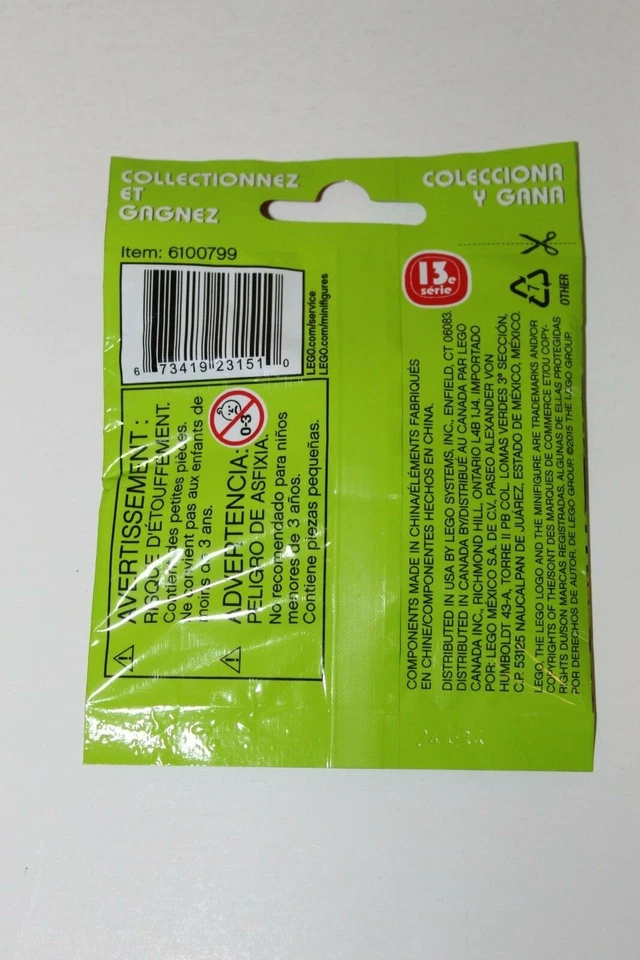 COLLECTIONNEZ
ET
GAGNEZ
COLECCIONA
Y GANA
Item: 6100799
6 73419 23151 0
LEGO.com/service
LEGO.com/minifigures
13e
série
7
OTHER
AVERTISSEMENT :
RISQUE D'ÉTOUFFEMENT.
Contient des petites pièces.
Ne convient pas aux enfants de
moins de 3 ans.
0-3
ADVERTENCIA:
PELIGRO DE ASFIXIA.
No recomendado para niños
menores de 3 años.
Contiene piezas pequeñas.
COMPONENTS MADE IN CHINA/ÉLÉMENTS FABRIQUÉS
EN CHINE/COMPONENTES HECHOS EN CHINA.
DISTRIBUTED IN USA BY LEGO SYSTEMS, INC., ENFIELD, CT 06083.
DISTRIBUTED IN CANADA BY/DISTRIBUÉ AU CANADA PAR LEGO
CANADA INC., RICHMOND HILL, ONTARIO L4B 1J4. IMPORTADO
POR: LEGO MÉXICO S.A. DE C.V., PASEO ALEXANDER VON
HUMBOLDT 43-A, TORRE II PB COL. LOMAS VERDES 3ª SECCIÓN,
C.P. 53125 NAUCALPAN DE JUAREZ, ESTADO DE MÉXICO, MÉXICO.
LEGO, THE LEGO LOGO AND THE MINIFIGURE ARE TRADEMARKS AND/OR
COPYRIGHTS OF THE/SONT DES MARQUES DE COMMERCE ET/OU COPY-
RIGHTS DU/SON MARCAS REGISTRADAS, ALGUNAS DE ELLAS PROTEGIDAS
POR DERECHOS DE AUTOR, DE LEGO GROUP. ©2015 THE LEGO GROUP.